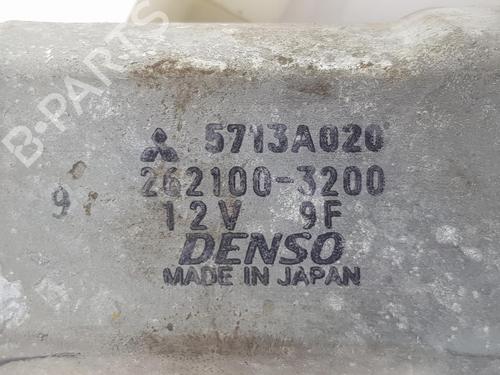 B-PARTS
5713A020
262100-3200
9
12V 9F
DENSO
MADE IN JAPAN